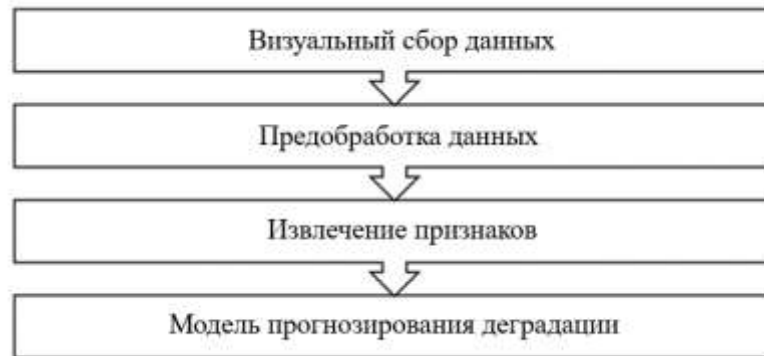 Визуальный сбор данных
Предобработка данных
Извлечение признаков
Модель прогнозирования деградации